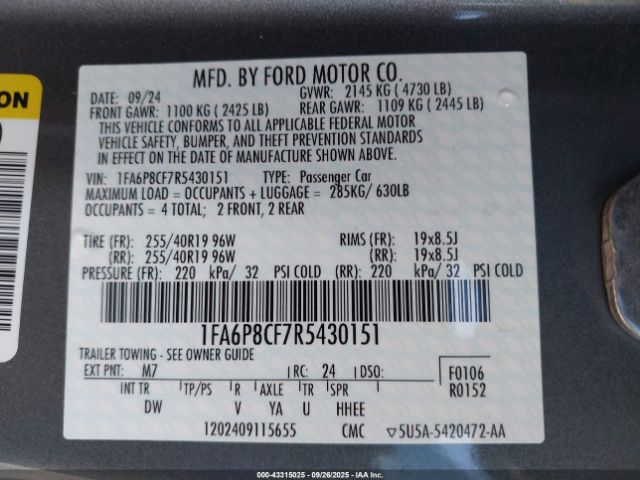 ON
MFD. BY FORD MOTOR CO.
DATE: 09/24 GVWR: 2145 KG ( 4730 LB)
FRONT GAWR: 1100 KG ( 2425 LB) REAR GAWR: 1109 KG ( 2445 LB)
THIS VEHICLE CONFORMS TO ALL APPLICABLE FEDERAL MOTOR
VEHICLE SAFETY, BUMPER, AND THEFT PREVENTION STANDARDS
IN EFFECT ON THE DATE OF MANUFACTURE SHOWN ABOVE.
VIN: 1FA6P8CF7R5430151 TYPE: Passenger Car
MAXIMUM LOAD = OCCUPANTS + LUGGAGE = 285KG/ 630LB
OCCUPANTS = 4 TOTAL; 2 FRONT, 2 REAR
TIRE (FR): 255/40R19 96W RIMS (FR): 19x8.5J
(RR): 255/40R19 96W (RR): 19x8.5J
PRESSURE (FR): 220 kPa/ 32 PSI COLD (RR): 220 kPa/ 32 PSI COLD
1FA6P8CF7R5430151
TRAILER TOWING - SEE OWNER GUIDE
EXT PNT: M7 RC: 24 DSO: F0106
INT TR TP/PS R AXLE TR SPR R0152
DW V YA U HHEE
1202409115655 CMC ▽5U5A-5420472-AA
000-43315025 | 09/26/2025 | IAA